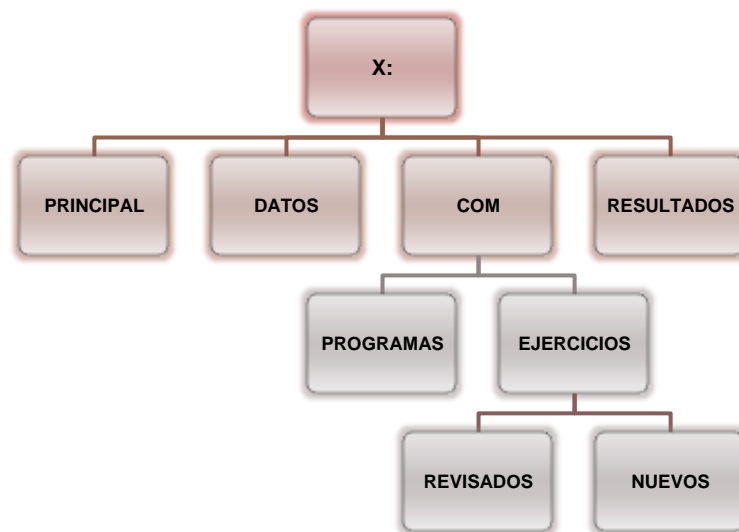 X:
PRINCIPAL
DATOS
COM
RESULTADOS
PROGRAMAS
EJERCICIOS
REVISADOS
NUEVOS